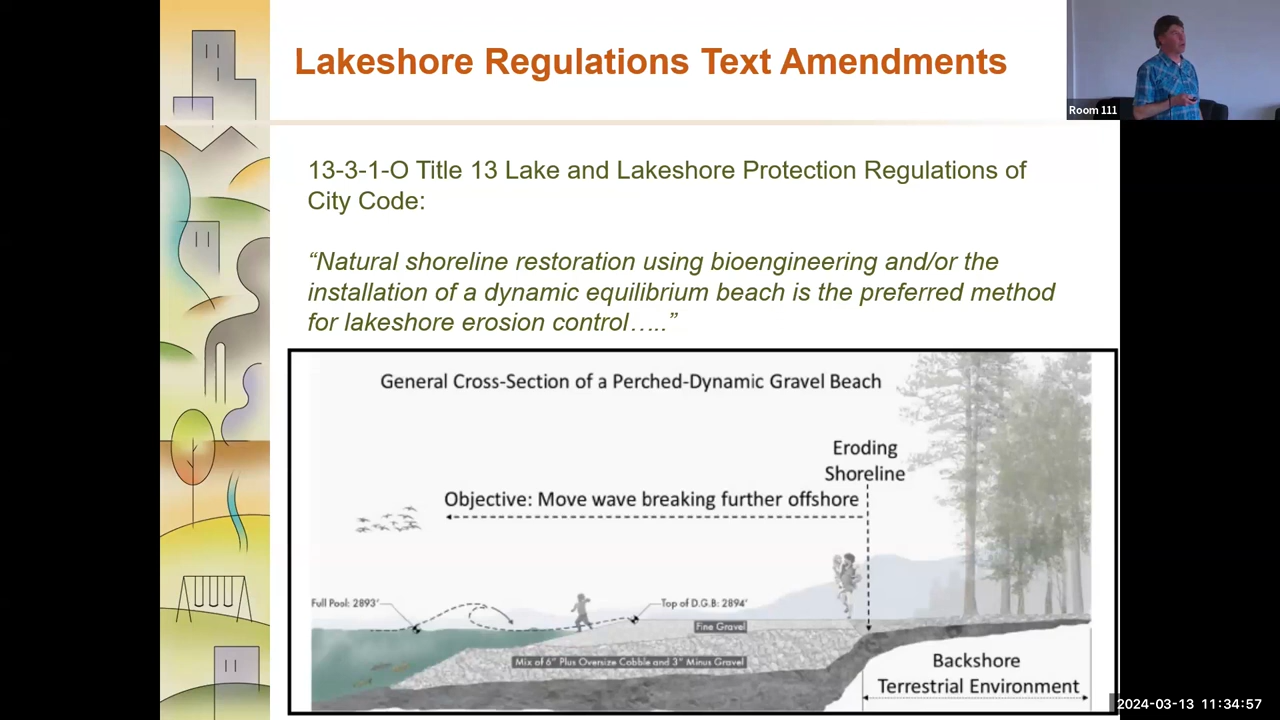 Lakeshore Regulations Text Amendments
Room 111
13-3-1-O Title 13 Lake and Lakeshore Protection Regulations of
City Code:
“Natural shoreline restoration using bioengineering and/or the
installation of a dynamic equilibrium beach is the preferred method
for lakeshore erosion control…..”
General Cross-Section of a Perched-Dynamic Gravel Beach
Eroding
Shoreline
Objective: Move wave breaking further offshore
Full Pool: 2893'
Top of D.G.B: 2894'
Fine Gravel
Mix of 6" Plus Oversize Cobble and 3" Minus Gravel
Backshore
Terrestrial Environment
2024-03-13 11:34:57